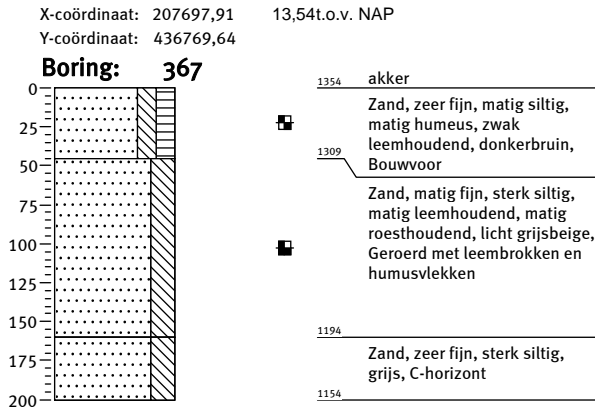 X-coördinaat: 207697,91 13,54t.o.v. NAP
Y-coördinaat: 436769,64
Boring: 367
0
25
50
75
100
125
150
175
200
1354 akker
Zand, zeer fijn, matig siltig,
matig humeus, zwak
leemhoudend, donkerbruin,
Bouwvoor
1309
Zand, matig fijn, sterk siltig,
matig leemhoudend, matig
roesthoudend, licht grijsbeige,
Geroerd met leembrokken en
humusvlekken
1194
Zand, zeer fijn, sterk siltig,
grijs, C-horizont
1154